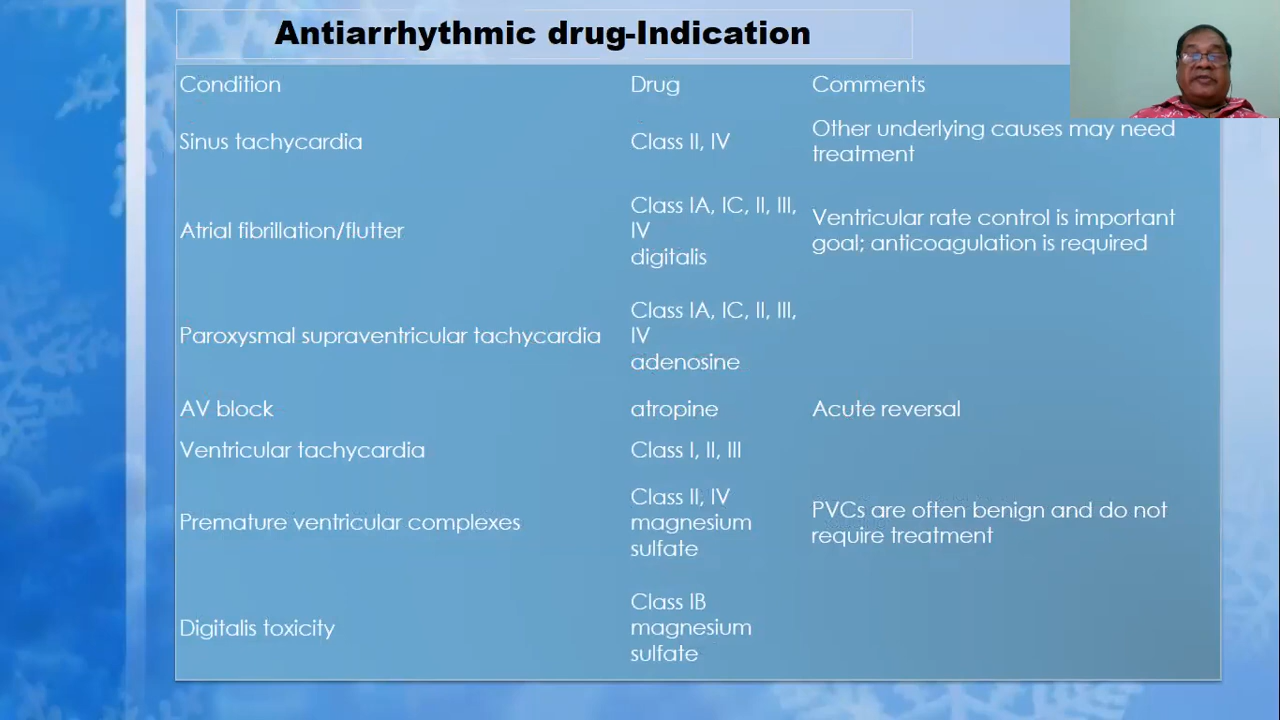 Antiarrhythmic drug-Indication
Condition Drug Comments
Sinus tachycardia Class II, IV Other underlying causes may need
treatment
Atrial fibrillation/flutter Class IA, IC, II, III,
IV
digitalis Ventricular rate control is important
goal; anticoagulation is required
Paroxysmal supraventricular tachycardia Class IA, IC, II, III,
IV
adenosine
AV block atropine Acute reversal
Ventricular tachycardia Class I, II, III
Premature ventricular complexes Class II, IV
magnesium
sulfate PVCs are often benign and do not
require treatment
Digitalis toxicity Class IB
magnesium
sulfate